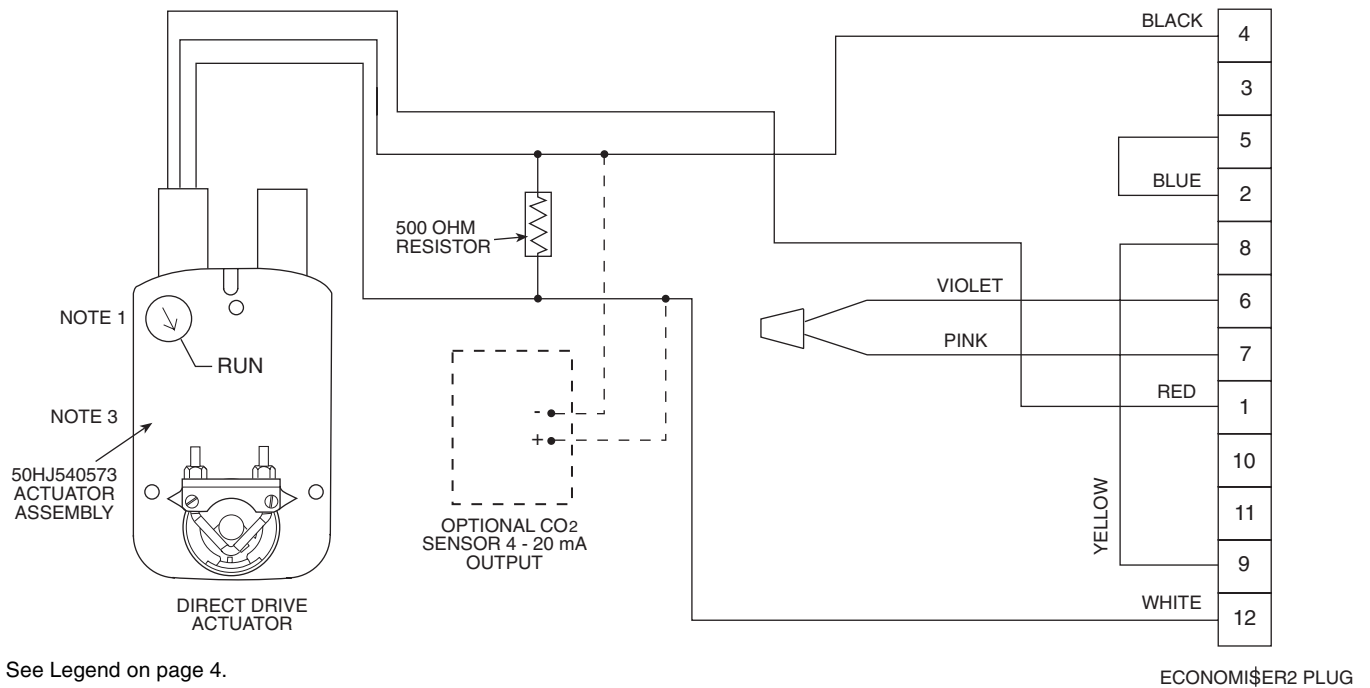 BLACK
4
3
5
BLUE
2
8
500 OHM
RESISTOR
VIOLET
6
NOTE 1
PINK
7
RUN
RED
1
NOTE 3
-
+
10
50HJ540573
ACTUATOR
ASSEMBLY
YELLOW
11
OPTIONAL CO2
SENSOR 4 - 20 mA
OUTPUT
9
DIRECT DRIVE
ACTUATOR
WHITE
12
See Legend on page 4.
ECONOMI$ER2 PLUG